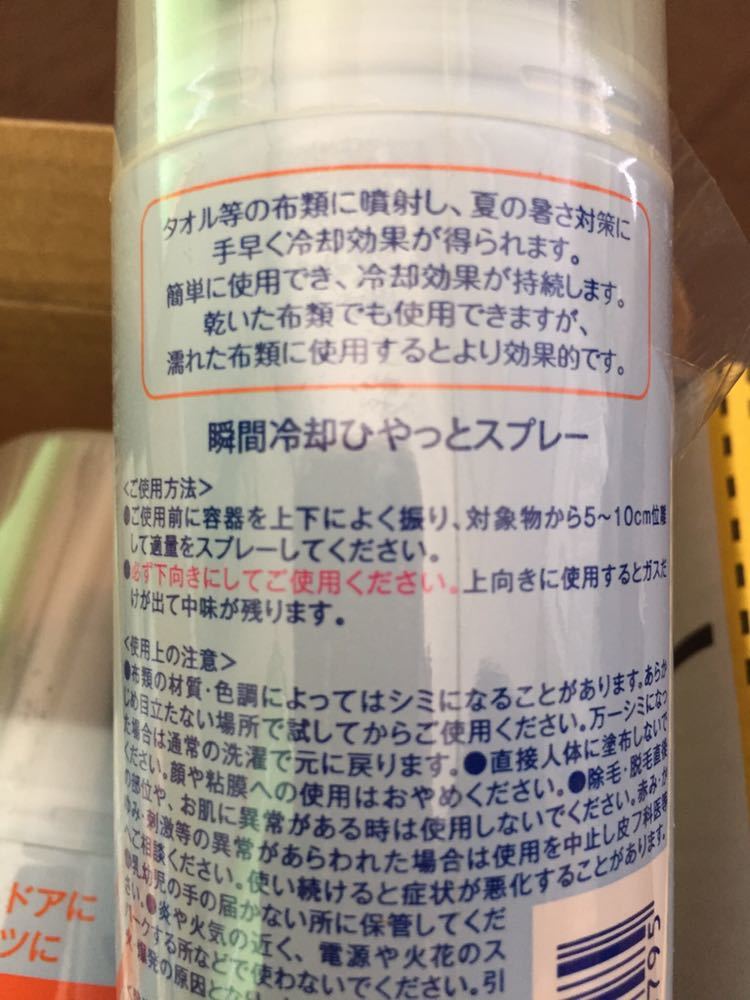 タオル等の布類に噴射し、夏の暑さ対策に
手早く冷却効果が得られます。
簡単に使用でき、冷却効果が持続します。
乾いた布類でも使用できますが、
濡れた布類に使用するとより効果的です。
瞬間冷却ひやっとスプレー
<ご使用方法>
●ご使用前に容器を上下によく振り、対象物から5～10cm位離
して適量をスプレーしてください。
●必ず下向きにしてご使用ください。上向きに使用するとガスだ
けが出て中味が残ります。
<使用上の注意>
●布類の材質・色調によってはシミになることがあります。あらか
じめ目立たない場所で試してからご使用ください。万一シミになっ
た場合は通常の洗濯で元に戻ります。●直接人体に塗布しないで
ください。顔や粘膜への使用はおやめください。●除毛・脱毛直後
の部位や、お肌に異常がある時は使用しないでください。赤み・か
ゆみ・刺激等の異常があらわれた場合は使用を中止し皮フ科医等
へご相談ください。使い続けると症状が悪化することがあります。
●乳幼児の手の届かない所に保管してくだ
さい。●炎や火気の近く、電源や火花のス
パークする所などで使わないでください。引
火、爆発の原因とな
ドアに
ツに
795